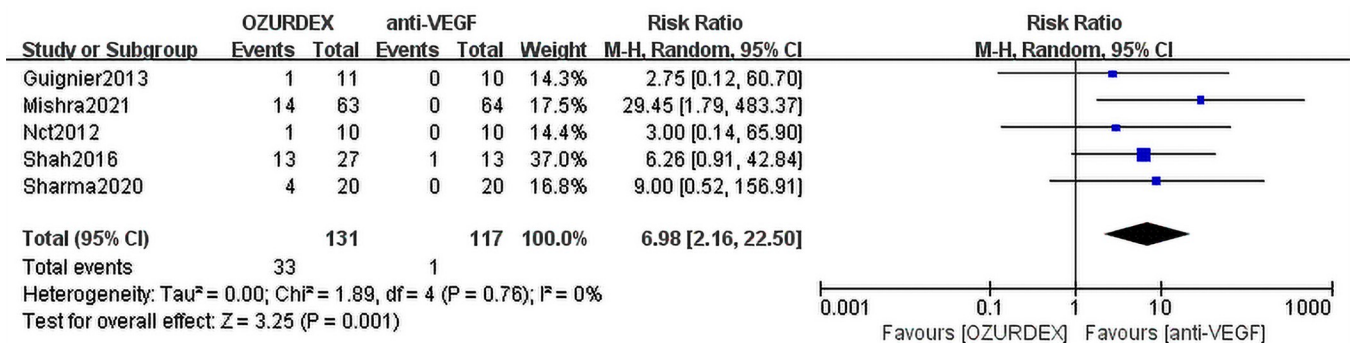 OZURDEX anti-VEGF Risk Ratio Risk Ratio
Study or Subgroup Events Total Events Total Weight M-H, Random, 95% CI M-H, Random, 95% CI
Guignier2013 1 11 0 10 14.3% 2.75 [0.12, 60.70]
Mishra2021 14 63 0 64 17.5% 29.45 [1.79, 483.37]
Nct2012 1 10 0 10 14.4% 3.00 [0.14, 65.90]
Shah2016 13 27 1 13 37.0% 6.26 [0.91, 42.84]
Sharma2020 4 20 0 20 16.8% 9.00 [0.52, 156.91]
Total (95% CI) 131 117 100.0% 6.98 [2.16, 22.50]
Total events 33 1
Heterogeneity: Tau² = 0.00; Chi² = 1.89, df = 4 (P = 0.76); I² = 0%
Test for overall effect: Z = 3.25 (P = 0.001)
0.001 0.1 1 10 1000
Favours [OZURDEX] Favours [anti-VEGF]